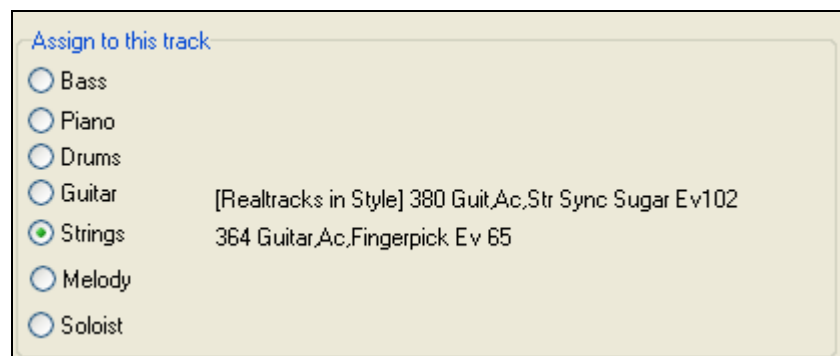 Assign to this track
Bass
Piano
Drums
Guitar [Realtracks in Style] 380 Guit,Ac,Str Sync Sugar Ev102
Strings 364 Guitar,Ac,Fingerpick Ev 65
Melody
Soloist